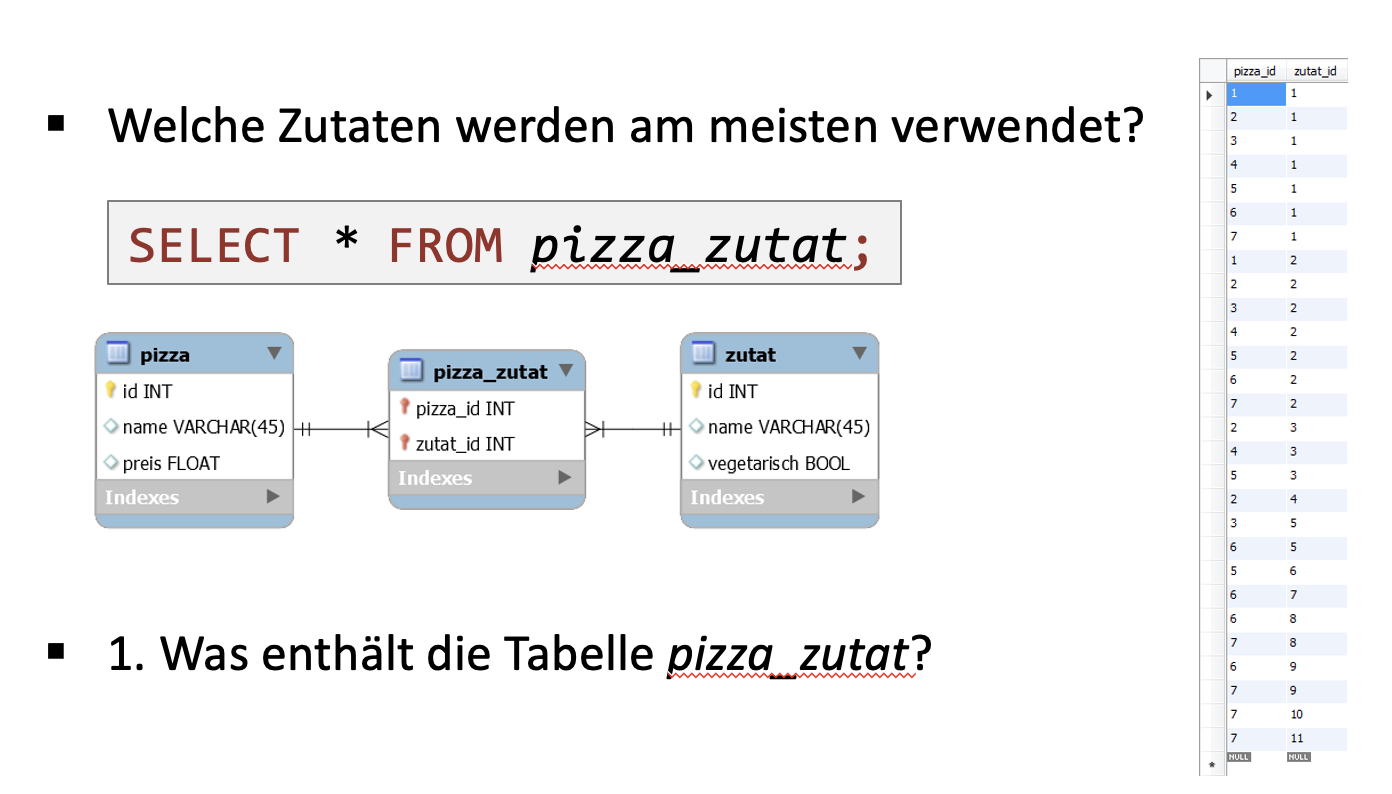 ▪ Welche Zutaten werden am meisten verwendet?
SELECT * FROM pizza_zutat;
pizza
id INT
name VARCHAR(45)
preis FLOAT
Indexes
pizza_zutat
pizza_id INT
zutat_id INT
Indexes
zutat
id INT
name VARCHAR(45)
vegetarisch BOOL
Indexes
▪ 1. Was enthält die Tabelle pizza_zutat?
pizza_id zutat_id
1 1
2 1
3 1
4 1
5 1
6 1
7 1
1 2
2 2
3 2
4 2
5 2
6 2
7 2
2 3
4 3
5 3
2 4
3 5
6 5
5 6
6 7
6 8
7 8
6 9
7 9
7 10
7 11
* NULL NULL